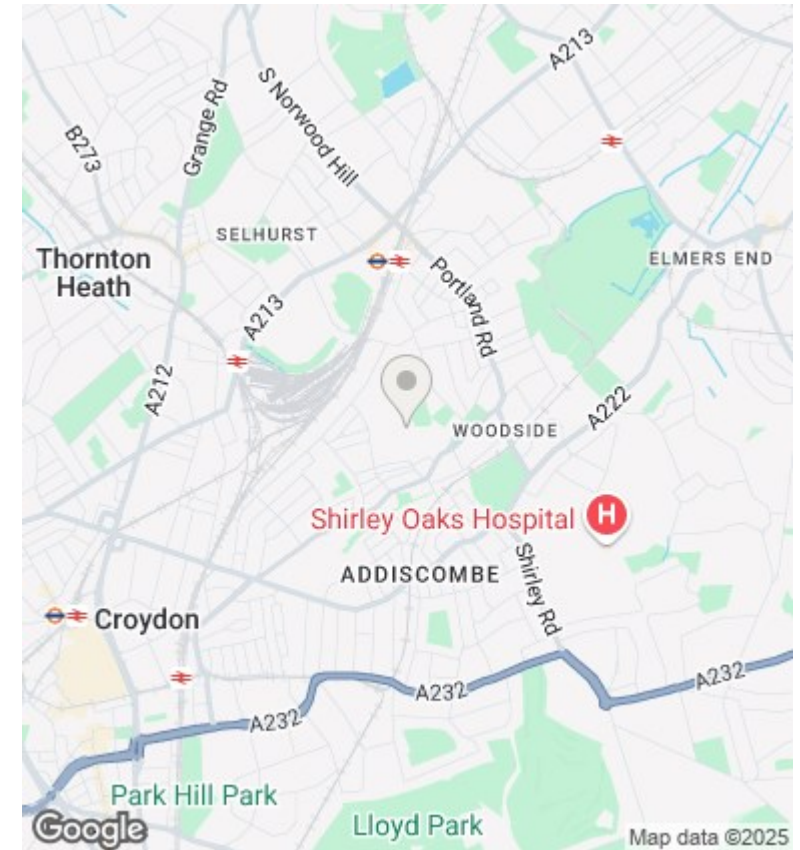 A213
S Norwood Hill
Grange Rd
B273
SELHURST
Thornton
Heath
ELMERS END
Portland Rd
A213
A212
A222
WOODSIDE
Shirley Oaks Hospital
H
Shirley Rd
ADDISCOMBE
Croydon
A232
A232
A232
Park Hill Park
Lloyd Park
Google
Map data ©2025